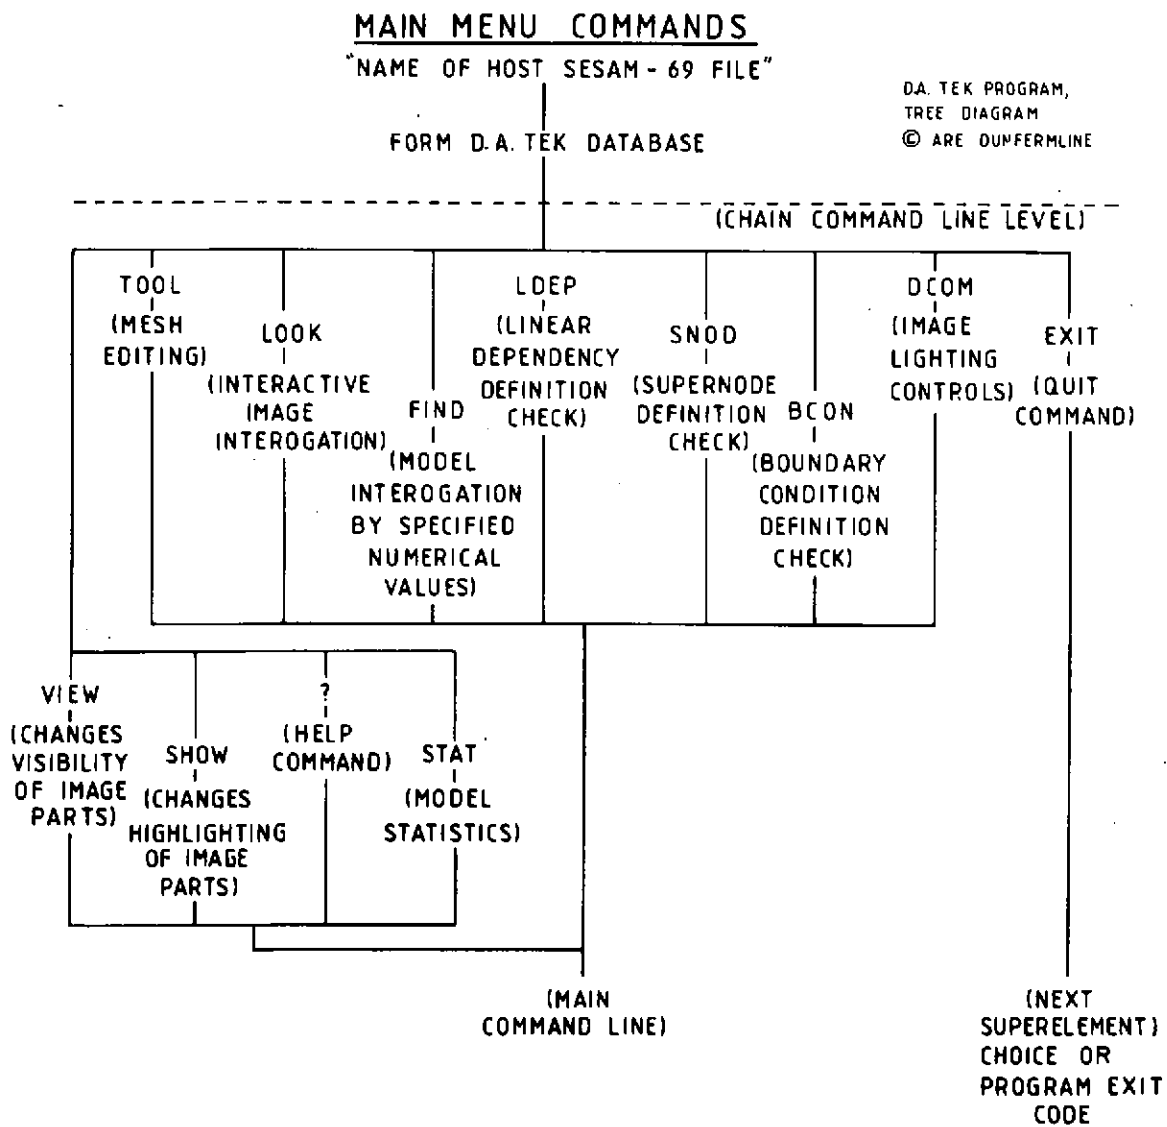 MAIN MENU COMMANDS
"NAME OF HOST SESAM-69 FILE"
D.A. TEK PROGRAM,
TREE DIAGRAM
© ARE DUNFERMLINE
FORM D.A. TEK DATABASE
(CHAIN COMMAND LINE LEVEL)
TOOL
(MESH
EDITING)
LOOK
(INTERACTIVE
IMAGE
INTEROGATION)
FIND
(MODEL
INTEROGATION
BY SPECIFIED
NUMERICAL
VALUES)
LDEP
(LINEAR
DEPENDENCY
DEFINITION
CHECK)
SNOD
(SUPERNODE
DEFINITION
CHECK)
BCON
(BOUNDARY
CONDITION
DEFINITION
CHECK)
DCOM
(IMAGE
LIGHTING
CONTROLS)
EXIT
(QUIT
COMMAND)
VIEW
(CHANGES
VISIBILITY
OF IMAGE
PARTS)
SHOW
(CHANGES
HIGHLIGHTING
OF IMAGE
PARTS)
?
(HELP
COMMAND)
STAT
(MODEL
STATISTICS)
(MAIN
COMMAND LINE)
(NEXT
SUPERELEMENT)
CHOICE OR
PROGRAM EXIT
CODE